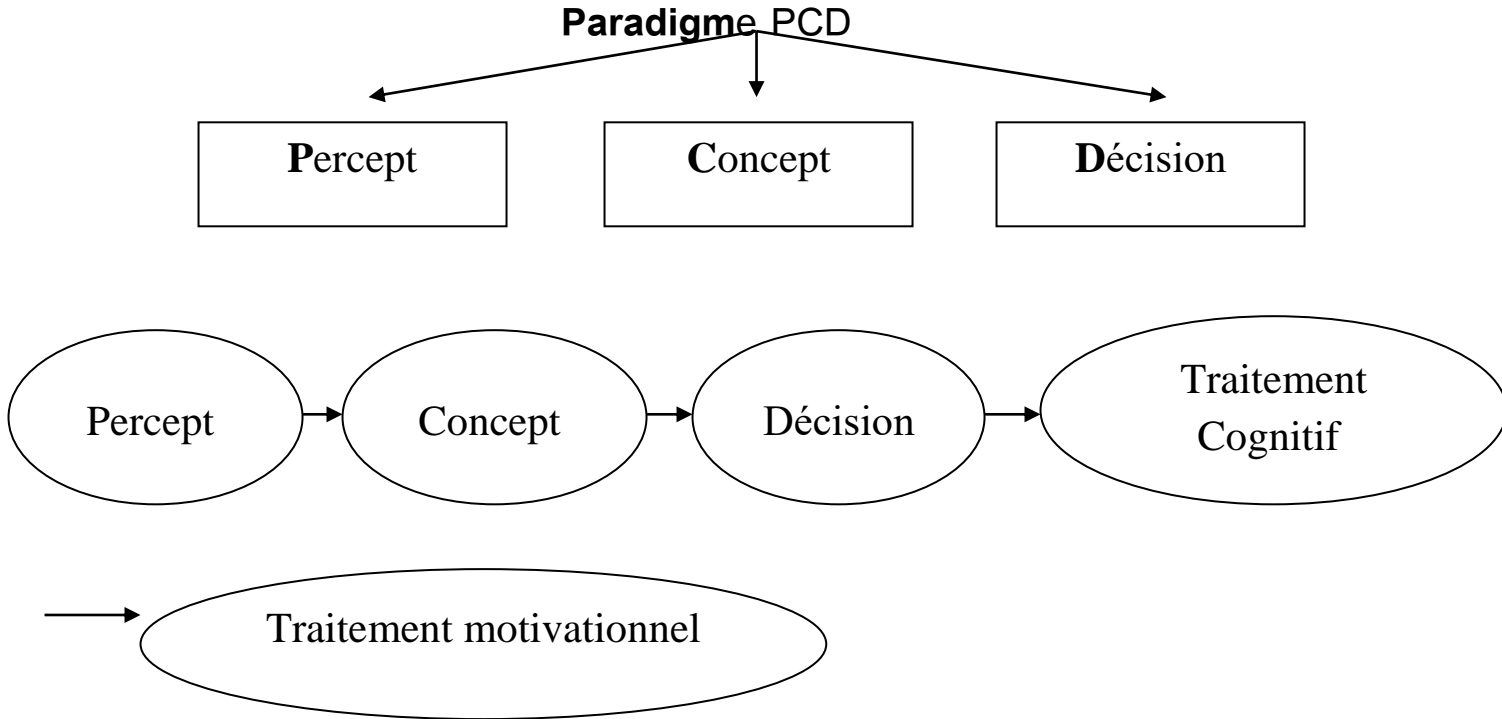 Paradigme PCD
Percept Concept Décision
Percept Concept Décision Traitement
Cognitif
Traitement motivationnel